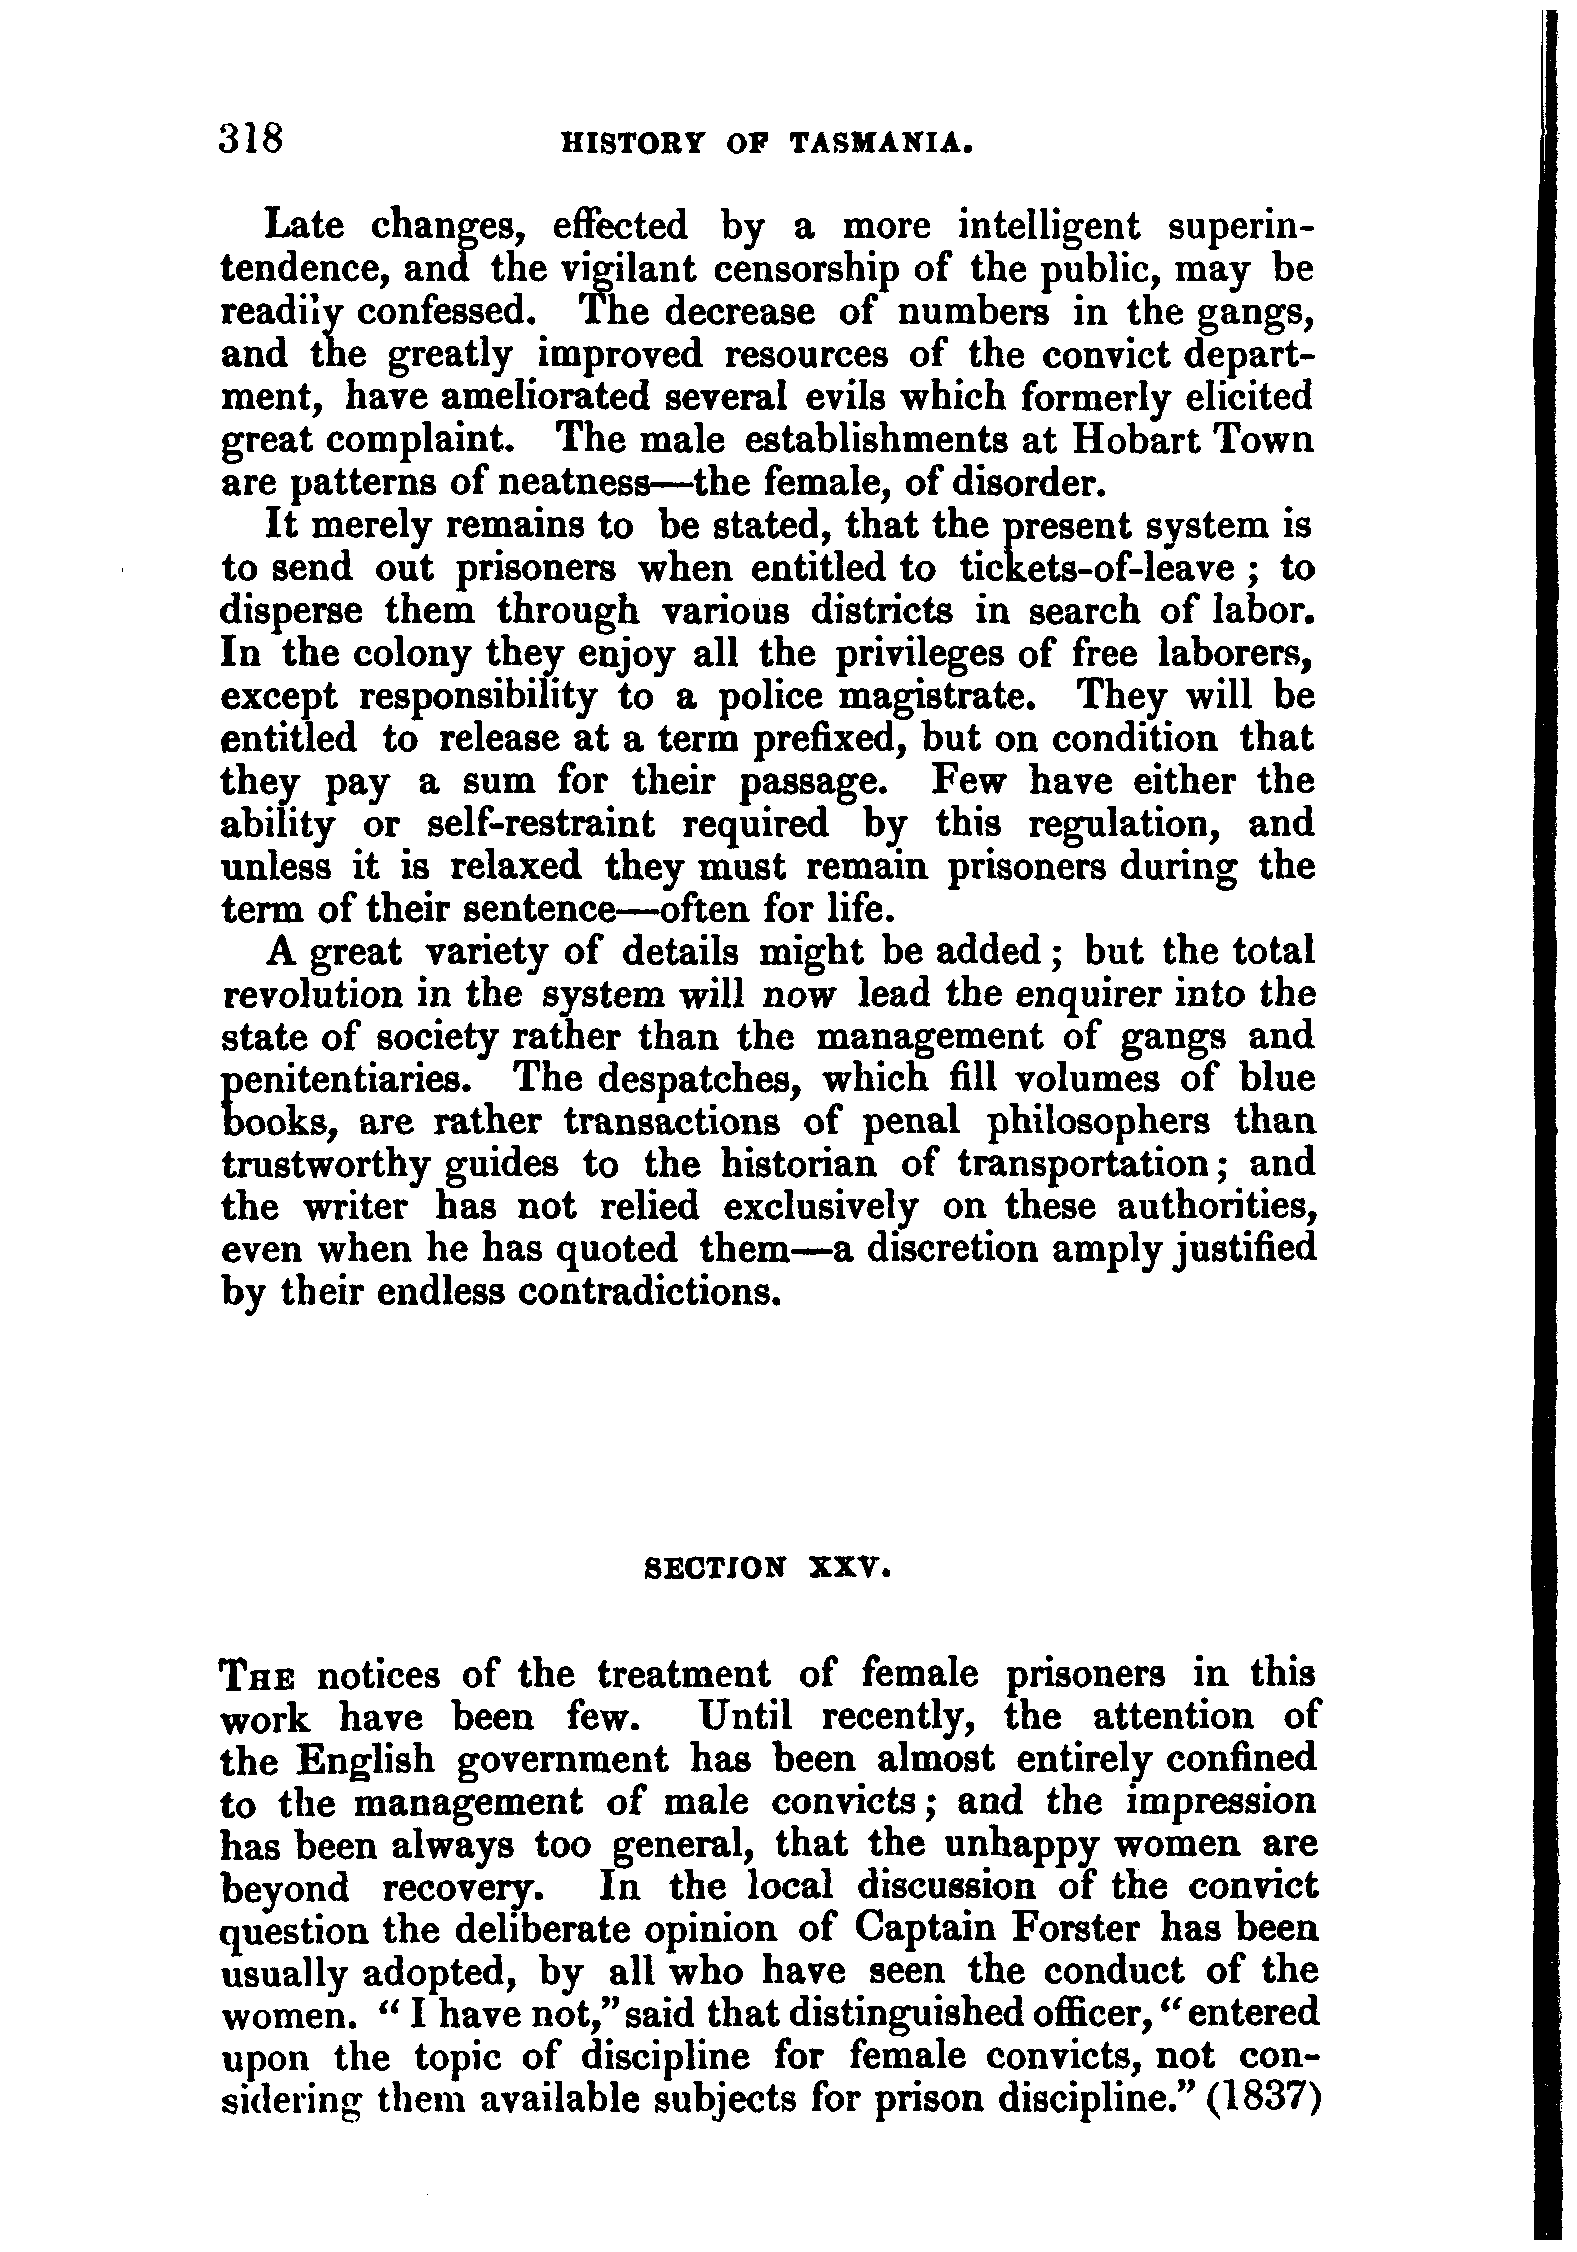 318 HISTORY OF TASMANIA.
Late changes, effected by a more intelligent superin-
tendence, and the vigilant censorship of the public, may be
readily confessed. The decrease of numbers in the gangs,
and the greatly improved resources of the convict depart-
ment, have ameliorated several evils which formerly elicited
great complaint. The male establishments at Hobart Town
are patterns of neatness—the female, of disorder.
It merely remains to be stated, that the present system is
to send out prisoners when entitled to tickets-of-leave ; to
disperse them through various districts in search of labor.
In the colony they enjoy all the privileges of free laborers,
except responsibility to a police magistrate. They will be
entitled to release at a term prefixed, but on condition that
they pay a sum for their passage. Few have either the
ability or self-restraint required by this regulation, and
unless it is relaxed they must remain prisoners during the
term of their sentence—often for life.
A great variety of details might be added ; but the total
revolution in the system will now lead the enquirer into the
state of society rather than the management of gangs and
penitentiaries. The despatches, which fill volumes of blue
books, are rather transactions of penal philosophers than
trustworthy guides to the historian of transportation ; and
the writer has not relied exclusively on these authorities,
even when he has quoted them—a discretion amply justified
by their endless contradictions.
SECTION XXV.
THE notices of the treatment of female prisoners in this
work have been few. Until recently, the attention of
the English government has been almost entirely confined
to the management of male convicts ; and the impression
has been always too general, that the unhappy women are
beyond recovery. In the local discussion of the convict
question the deliberate opinion of Captain Forster has been
usually adopted, by all who have seen the conduct of the
women. “ I have not,” said that distinguished officer, “ entered
upon the topic of discipline for female convicts, not con-
sidering them available subjects for prison discipline.” (1837)